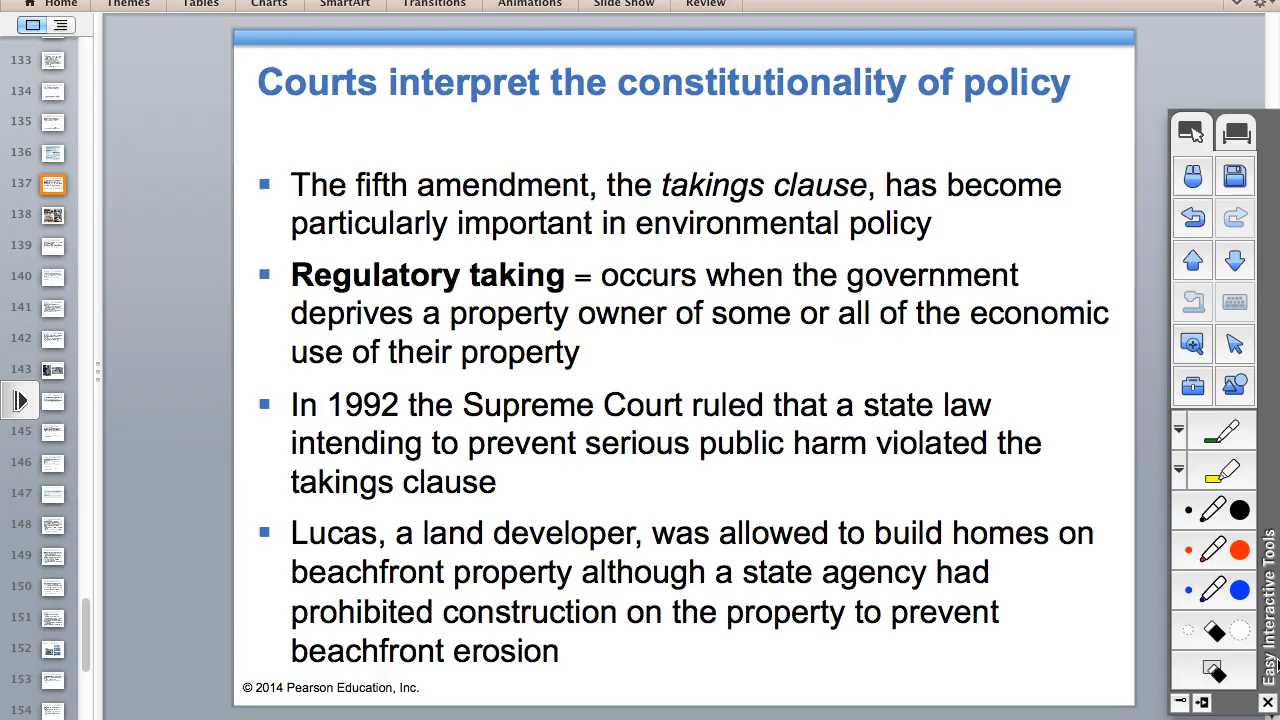 Home Themes Tables Charts SmartArt Transitions Animations Slide Show Review
133
134
135
136
137
138
139
140
141
142
143
145
146
147
148
149
150
151
152
153
154
Courts interpret the constitutionality of policy
▪ The fifth amendment, the takings clause, has become
particularly important in environmental policy
▪ Regulatory taking = occurs when the government
deprives a property owner of some or all of the economic
use of their property
▪ In 1992 the Supreme Court ruled that a state law
intending to prevent serious public harm violated the
takings clause
▪ Lucas, a land developer, was allowed to build homes on
beachfront property although a state agency had
prohibited construction on the property to prevent
beachfront erosion
© 2014 Pearson Education, Inc.
Easy Interactive Tools